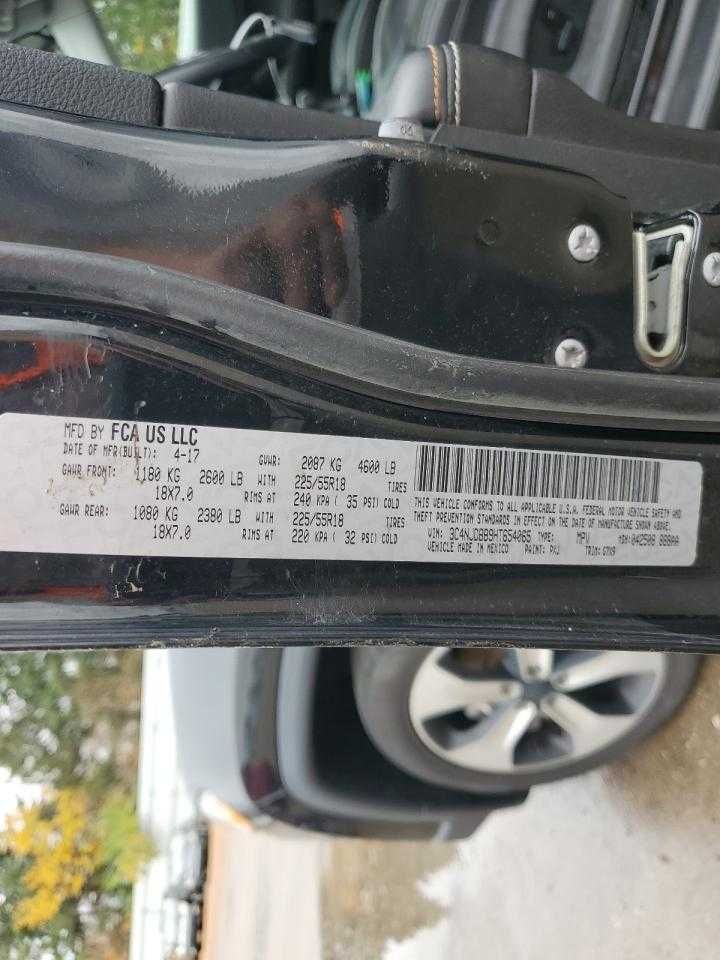 MFD BY FCA US LLC
DATE OF MFR(BUILT): 4-17 GVWR: 2087 KG 4600 LB
GAWR FRONT: 1180 KG 2600 LB WITH 225/55R18 TIRES
18X7.0 RIMS AT 240 KPA ( 35 PSI) COLD
GAWR REAR: 1080 KG 2380 LB WITH 225/55R18 TIRES
18X7.0 RIMS AT 220 KPA ( 32 PSI) COLD
THIS VEHICLE CONFORMS TO ALL APPLICABLE U.S.A. FEDERAL MOTOR VEHICLE SAFETY AND
THEFT PREVENTION STANDARDS IN EFFECT ON THE DATE OF MANUFACTURE SHOWN ABOVE.
VIN: TYPE: MPV MDH:
VEHICLE MADE IN MEXICO PAINT: PXJ TRIM:
04